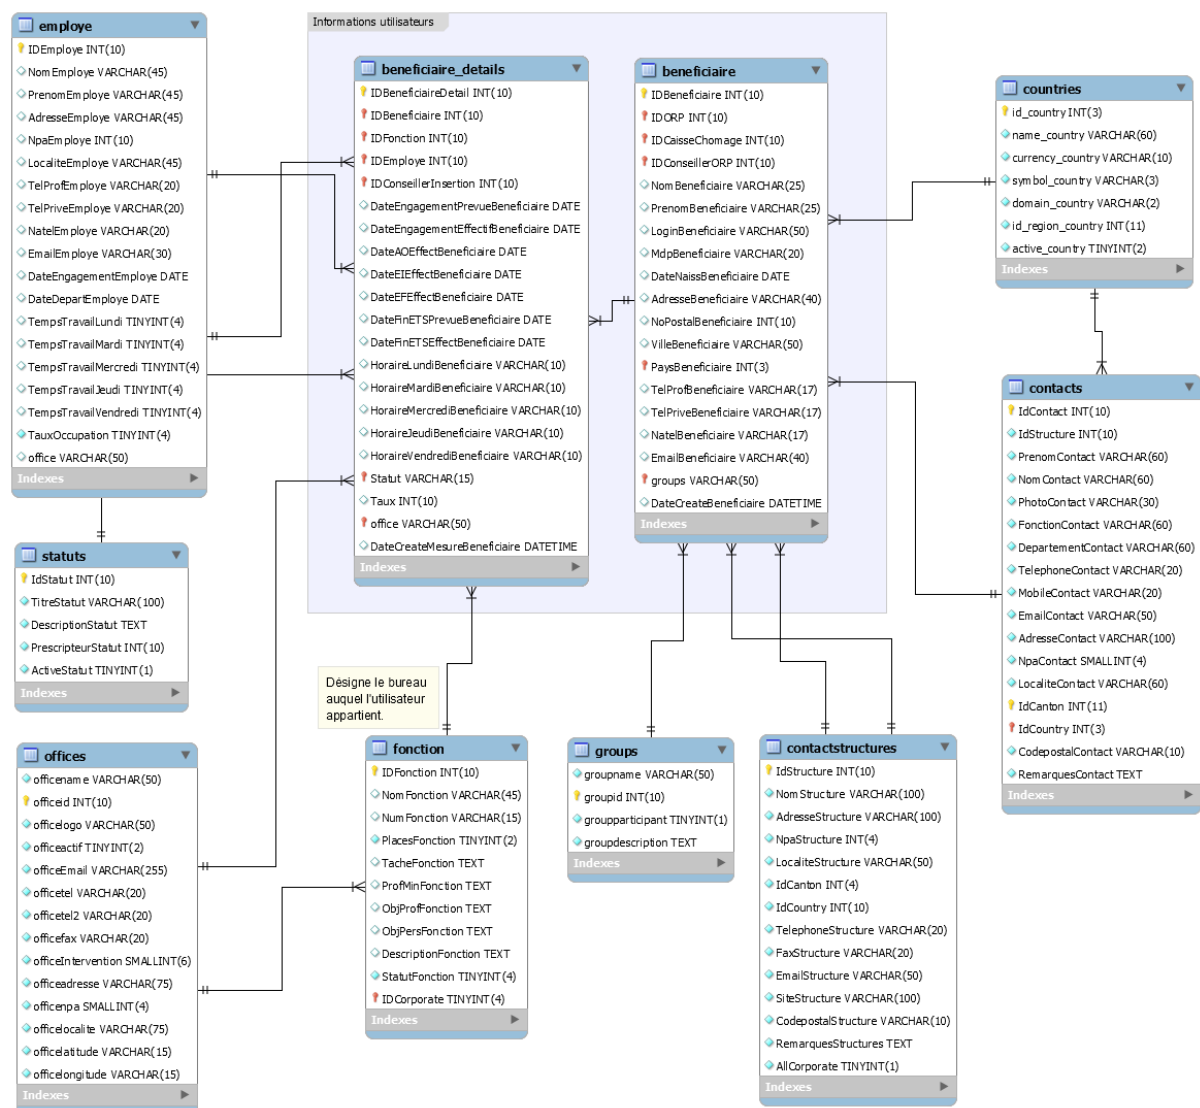 Informations utilisateurs
employe
IDEmploye INT(10)
NomEmploye VARCHAR(45)
PrenomEmploye VARCHAR(45)
AdresseEmploye VARCHAR(45)
NpaEmploye INT(10)
LocaliteEmploye VARCHAR(45)
TelProfEmploye VARCHAR(20)
TelPriveEmploye VARCHAR(20)
NatelEmploye VARCHAR(20)
EmailEmploye VARCHAR(30)
DateEngagementEmploye DATE
DateDepartEmploye DATE
TempsTravailLundi TINYINT(4)
TempsTravailMardi TINYINT(4)
TempsTravailMercredi TINYINT(4)
TempsTravailJeudi TINYINT(4)
TempsTravailVendredi TINYINT(4)
TauxOccupation TINYINT(4)
office VARCHAR(50)
Indexes
beneficiaire_details
IDBeneficiaireDetail INT(10)
IDBeneficiaire INT(10)
IDFonction INT(10)
IDEmploye INT(10)
IDConseillerInsertion INT(10)
DateEngagementPrevueBeneficiaire DATE
DateEngagementEffectifBeneficiaire DATE
DateAOEffectBeneficiaire DATE
DateEIEffectBeneficiaire DATE
DateEFEffectBeneficiaire DATE
DateFinETSPrevueBeneficiaire DATE
DateFinETSEffectBeneficiaire DATE
HoraireLundiBeneficiaire VARCHAR(10)
HoraireMardiBeneficiaire VARCHAR(10)
HoraireMercrediBeneficiaire VARCHAR(10)
HoraireJeudiBeneficiaire VARCHAR(10)
HoraireVendrediBeneficiaire VARCHAR(10)
Statut VARCHAR(15)
Taux INT(10)
office VARCHAR(50)
DateCreateMesureBeneficiaire DATETIME
Indexes
beneficiaire
IDBeneficiaire INT(10)
IDORP INT(10)
IDCaisseChomage INT(10)
IDConseillerORP INT(10)
NomBeneficiaire VARCHAR(25)
PrenomBeneficiaire VARCHAR(25)
LoginBeneficiaire VARCHAR(50)
MdpBeneficiaire VARCHAR(20)
DateNaissBeneficiaire DATE
AdresseBeneficiaire VARCHAR(40)
NoPostalBeneficiaire INT(10)
VilleBeneficiaire VARCHAR(50)
PaysBeneficiaire INT(3)
TelProfBeneficiaire VARCHAR(17)
TelPriveBeneficiaire VARCHAR(17)
NatelBeneficiaire VARCHAR(17)
EmailBeneficiaire VARCHAR(40)
groups VARCHAR(50)
DateCreateBeneficiaire DATETIME
Indexes
countries
id_country INT(3)
name_country VARCHAR(60)
currency_country VARCHAR(10)
symbol_country VARCHAR(3)
domain_country VARCHAR(2)
id_region_country INT(11)
active_country TINYINT(2)
Indexes
contacts
IdContact INT(10)
IdStructure INT(10)
PrenomContact VARCHAR(60)
NomContact VARCHAR(60)
PhotoContact VARCHAR(30)
FonctionContact VARCHAR(60)
DepartementContact VARCHAR(60)
TelephoneContact VARCHAR(20)
MobileContact VARCHAR(20)
EmailContact VARCHAR(50)
AdresseContact VARCHAR(100)
NpaContact SMALLINT(4)
LocaliteContact VARCHAR(60)
IdCanton INT(11)
IdCountry INT(3)
CodepostalContact VARCHAR(10)
RemarquesContact TEXT
Indexes
statuts
IdStatut INT(10)
TitreStatut VARCHAR(100)
DescriptionStatut TEXT
PrescripteurStatut INT(10)
ActiveStatut TINYINT(1)
Indexes
Désigne le bureau
auquel l'utilisateur
appartient.
offices
officename VARCHAR(50)
officeid INT(10)
officelogo VARCHAR(50)
officeactif TINYINT(2)
officeEmail VARCHAR(255)
officetel VARCHAR(20)
officetel2 VARCHAR(20)
officefax VARCHAR(20)
officeIntervention SMALLINT(6)
officeadresse VARCHAR(75)
officenpa SMALLINT(4)
officelocalite VARCHAR(75)
officelatitude VARCHAR(15)
officelongitude VARCHAR(15)
Indexes
fonction
IDFonction INT(10)
NomFonction VARCHAR(45)
NumFonction VARCHAR(15)
PlacesFonction TINYINT(2)
TacheFonction TEXT
ProfMinFonction TEXT
ObjProfFonction TEXT
ObjPersFonction TEXT
DescriptionFonction TEXT
StatutFonction TINYINT(4)
IDCorporate TINYINT(4)
Indexes
groups
groupname VARCHAR(50)
groupid INT(10)
groupparticipant TINYINT(1)
groupdescription TEXT
Indexes
contactstructures
IdStructure INT(10)
NomStructure VARCHAR(100)
AdresseStructure VARCHAR(100)
NpaStructure INT(4)
LocaliteStructure VARCHAR(50)
IdCanton INT(4)
IdCountry INT(10)
TelephoneStructure VARCHAR(20)
FaxStructure VARCHAR(20)
EmailStructure VARCHAR(50)
SiteStructure VARCHAR(100)
CodepostalStructure VARCHAR(10)
RemarquesStructures TEXT
AllCorporate TINYINT(1)
Indexes